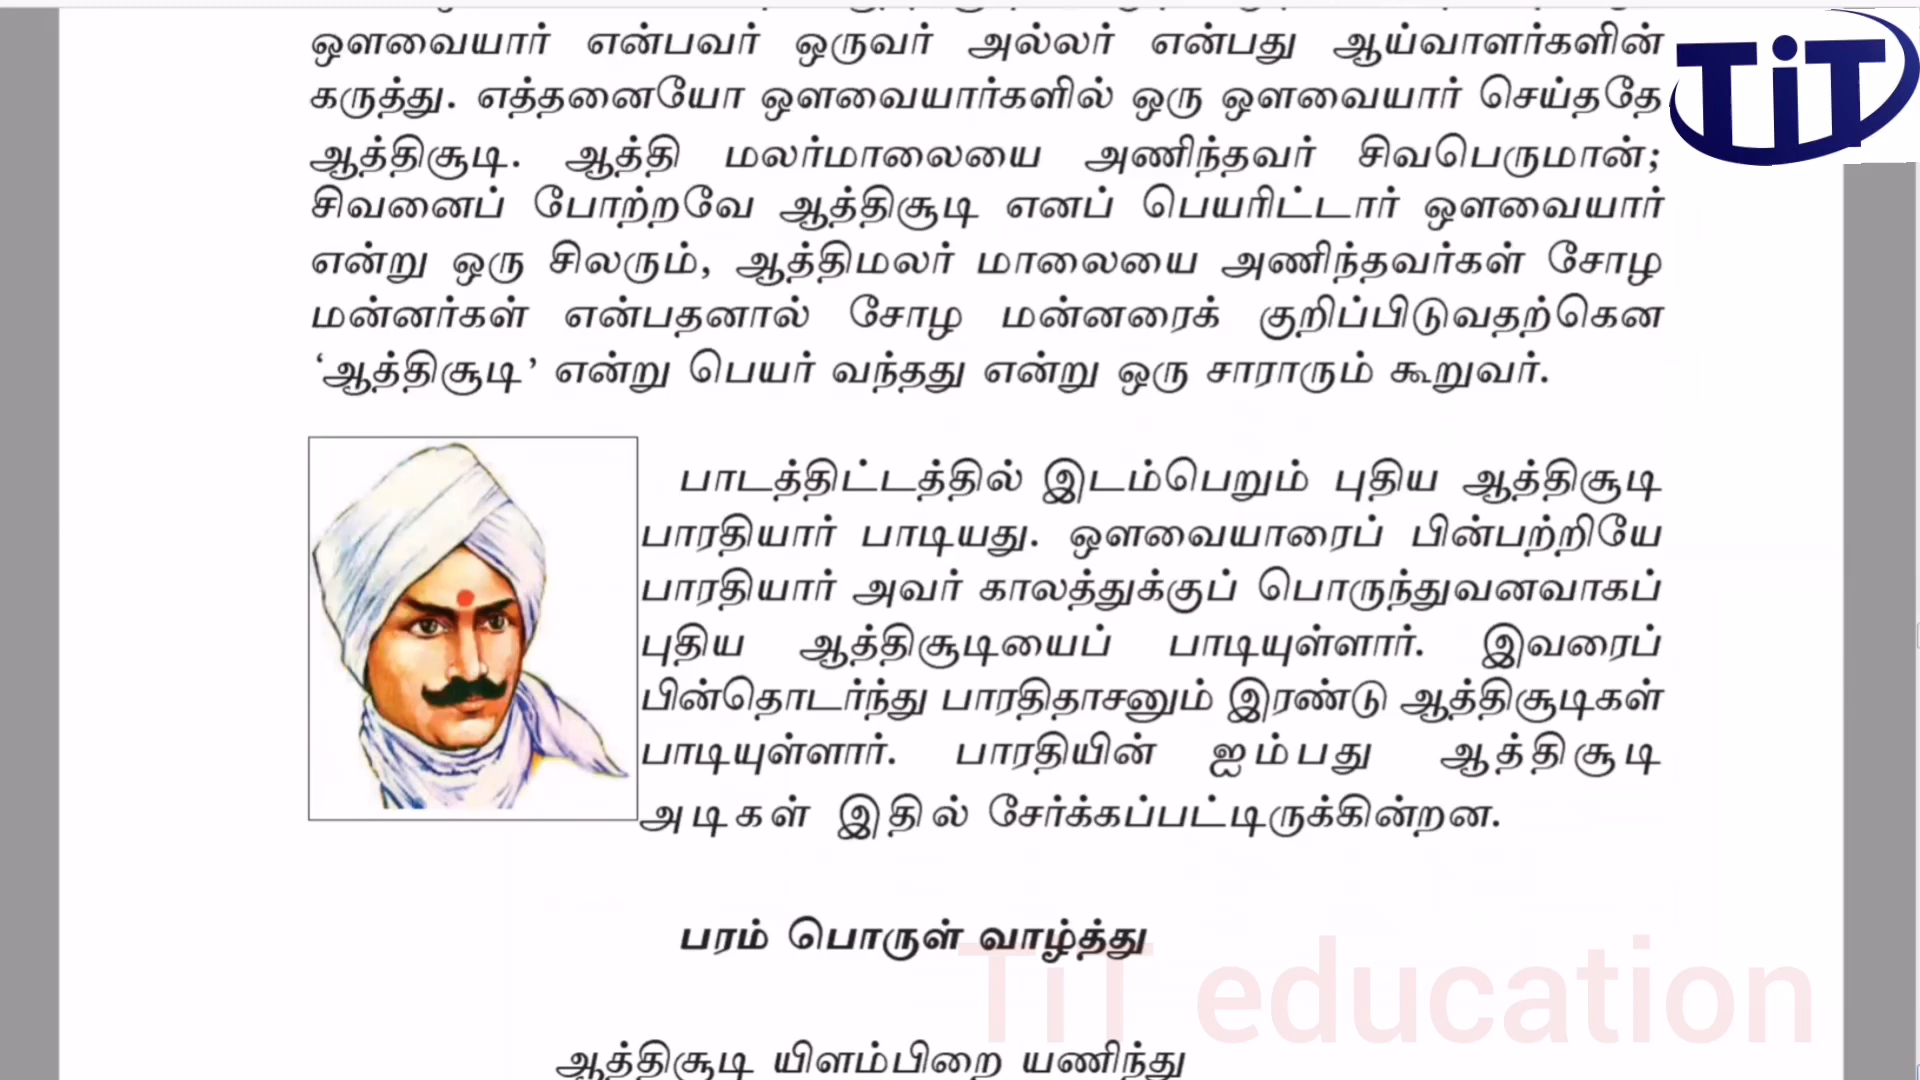 ஔவையார் என்பவர் ஒருவர் அல்லர் என்பது ஆய்வாளர்களின்
கருத்து. எத்தனையோ ஔவையார்களில் ஒரு ஔவையார் செய்ததே
ஆத்திசூடி. ஆத்தி மலர்மாலையை அணிந்தவர் சிவபெருமான்;
சிவனைப் போற்றவே ஆத்திசூடி எனப் பெயரிட்டார் ஔவையார்
என்று ஒரு சிலரும், ஆத்திமலர் மாலையை அணிந்தவர்கள் சோழ
மன்னர்கள் என்பதனால் சோழ மன்னரைக் குறிப்பிடுவதற்கென
‘ஆத்திசூடி’ என்று பெயர் வந்தது என்று ஒரு சாராரும் கூறுவர்.
பாடத்திட்டத்தில் இடம்பெறும் புதிய ஆத்திசூடி
பாரதியார் பாடியது. ஔவையாரைப் பின்பற்றியே
பாரதியார் அவர் காலத்துக்குப் பொருந்துவனவாகப்
புதிய ஆத்திசூடியைப் பாடியுள்ளார். இவரைப்
பின்தொடர்ந்து பாரதிதாசனும் இரண்டு ஆத்திசூடிகள்
பாடியுள்ளார். பாரதியின் ஐம்பது ஆத்திசூடி
அடிகள் இதில் சேர்க்கப்பட்டிருக்கின்றன.
பரம் பொருள் வாழ்த்து
ஆத்திசூடி யிளம்பிறை யணிந்து
TiT
TiT education